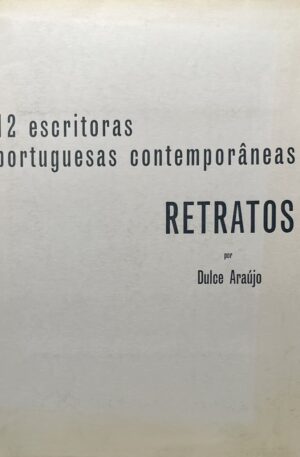 12 escritoras
portuguesas contemporâneas
RETRATOS
por
Dulce Araújo